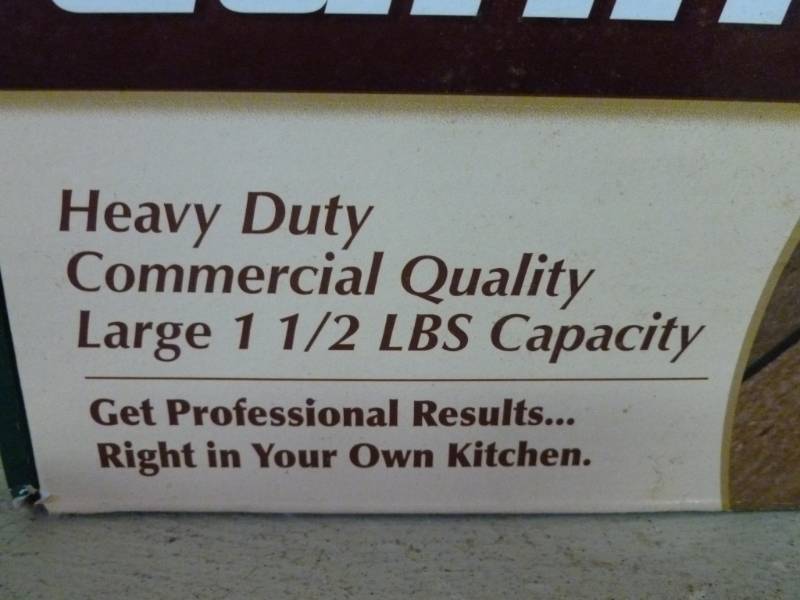 Heavy Duty
Commercial Quality
Large 1 1/2 LBS Capacity
Get Professional Results...
Right in Your Own Kitchen.